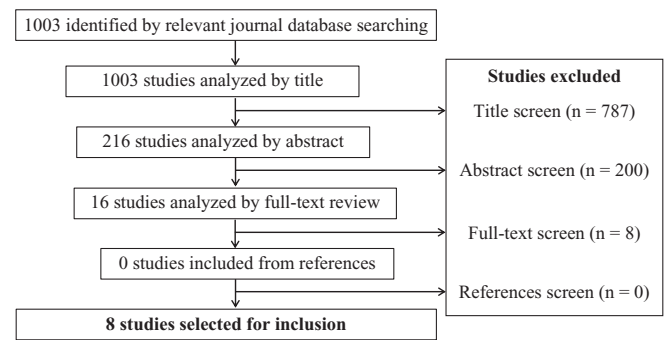 1003 identified by relevant journal database searching
1003 studies analyzed by title
216 studies analyzed by abstract
16 studies analyzed by full-text review
0 studies included from references
8 studies selected for inclusion
Studies excluded
Title screen (n = 787)
Abstract screen (n = 200)
Full-text screen (n = 8)
References screen (n = 0)